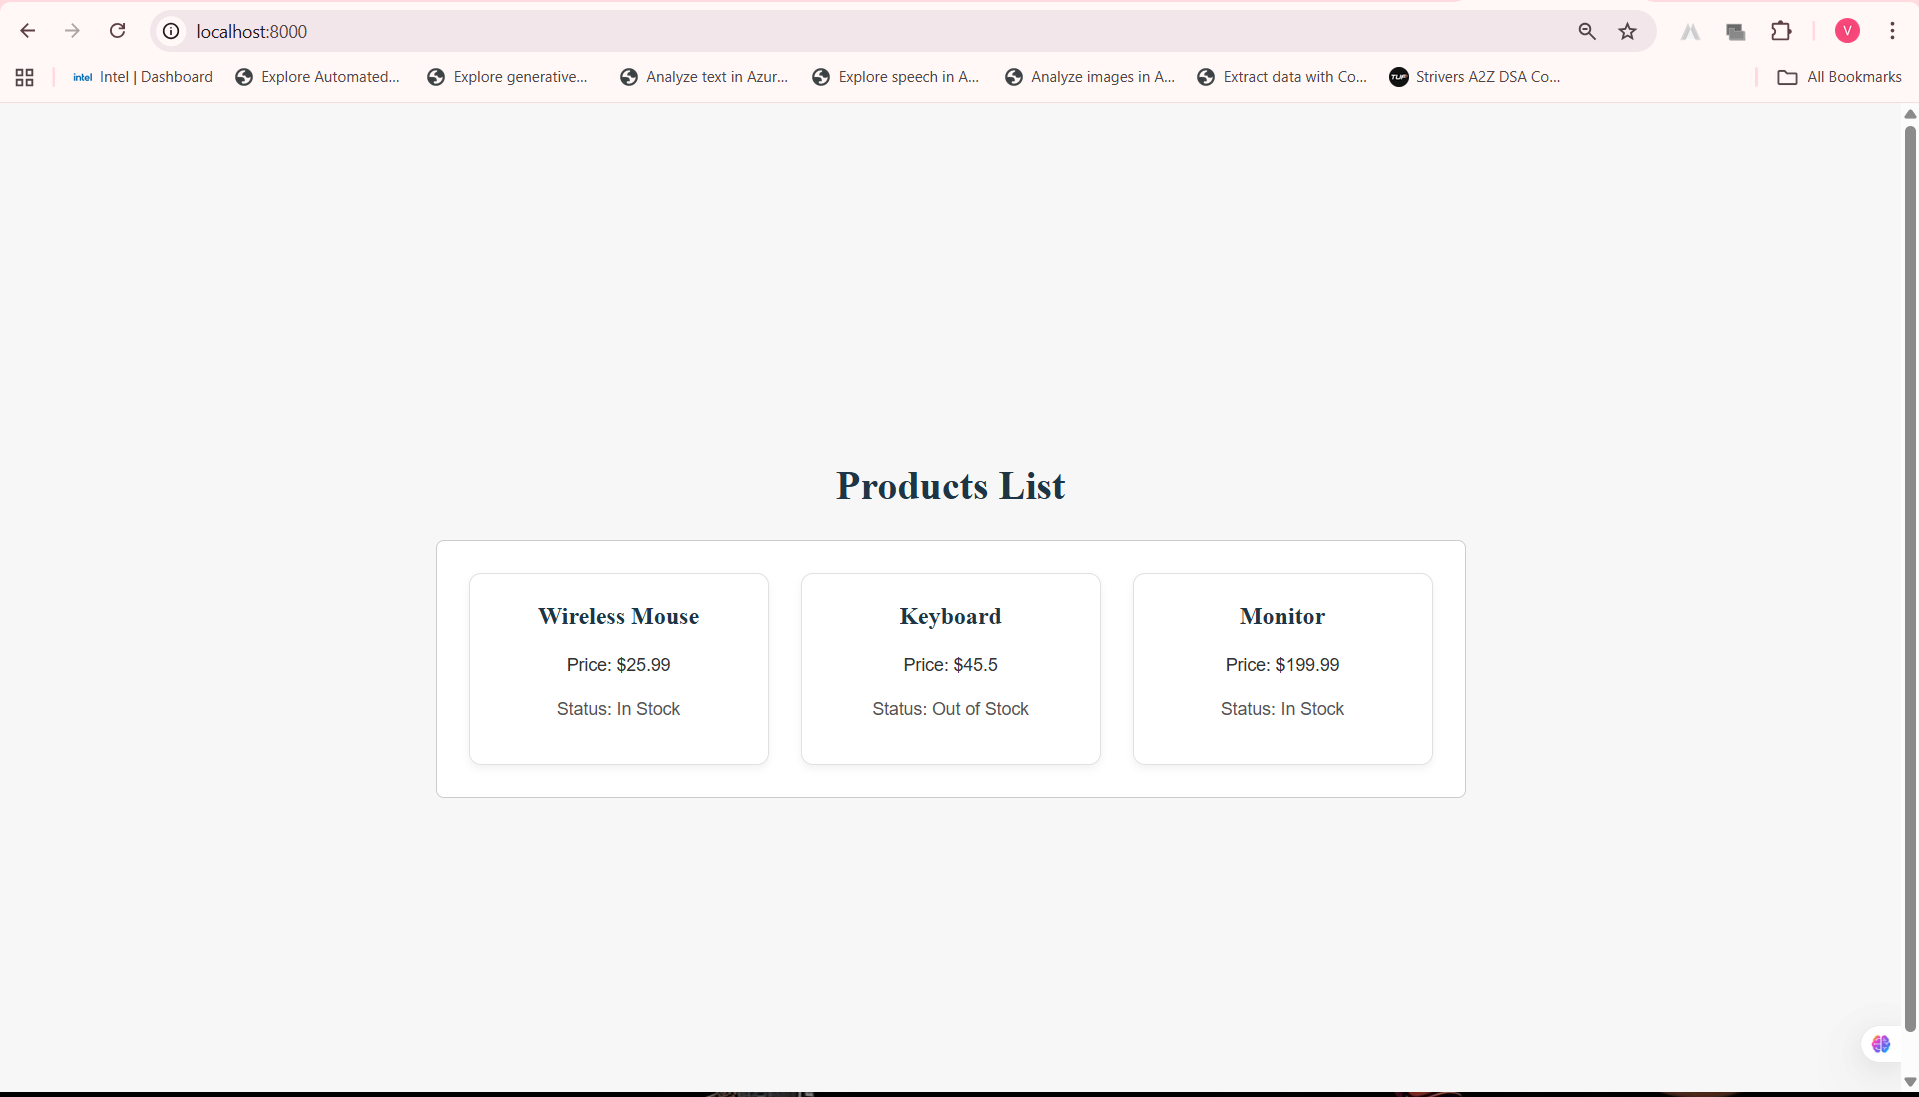 localhost:8000
V
intel Intel | Dashboard Explore Automated... Explore generative... Analyze text in Azur... Explore speech in A... Analyze images in A... Extract data with Co... TUF Strivers A2Z DSA Co... All Bookmarks
Products List
Wireless Mouse
Price: $25.99
Status: In Stock
Keyboard
Price: $45.5
Status: Out of Stock
Monitor
Price: $199.99
Status: In Stock